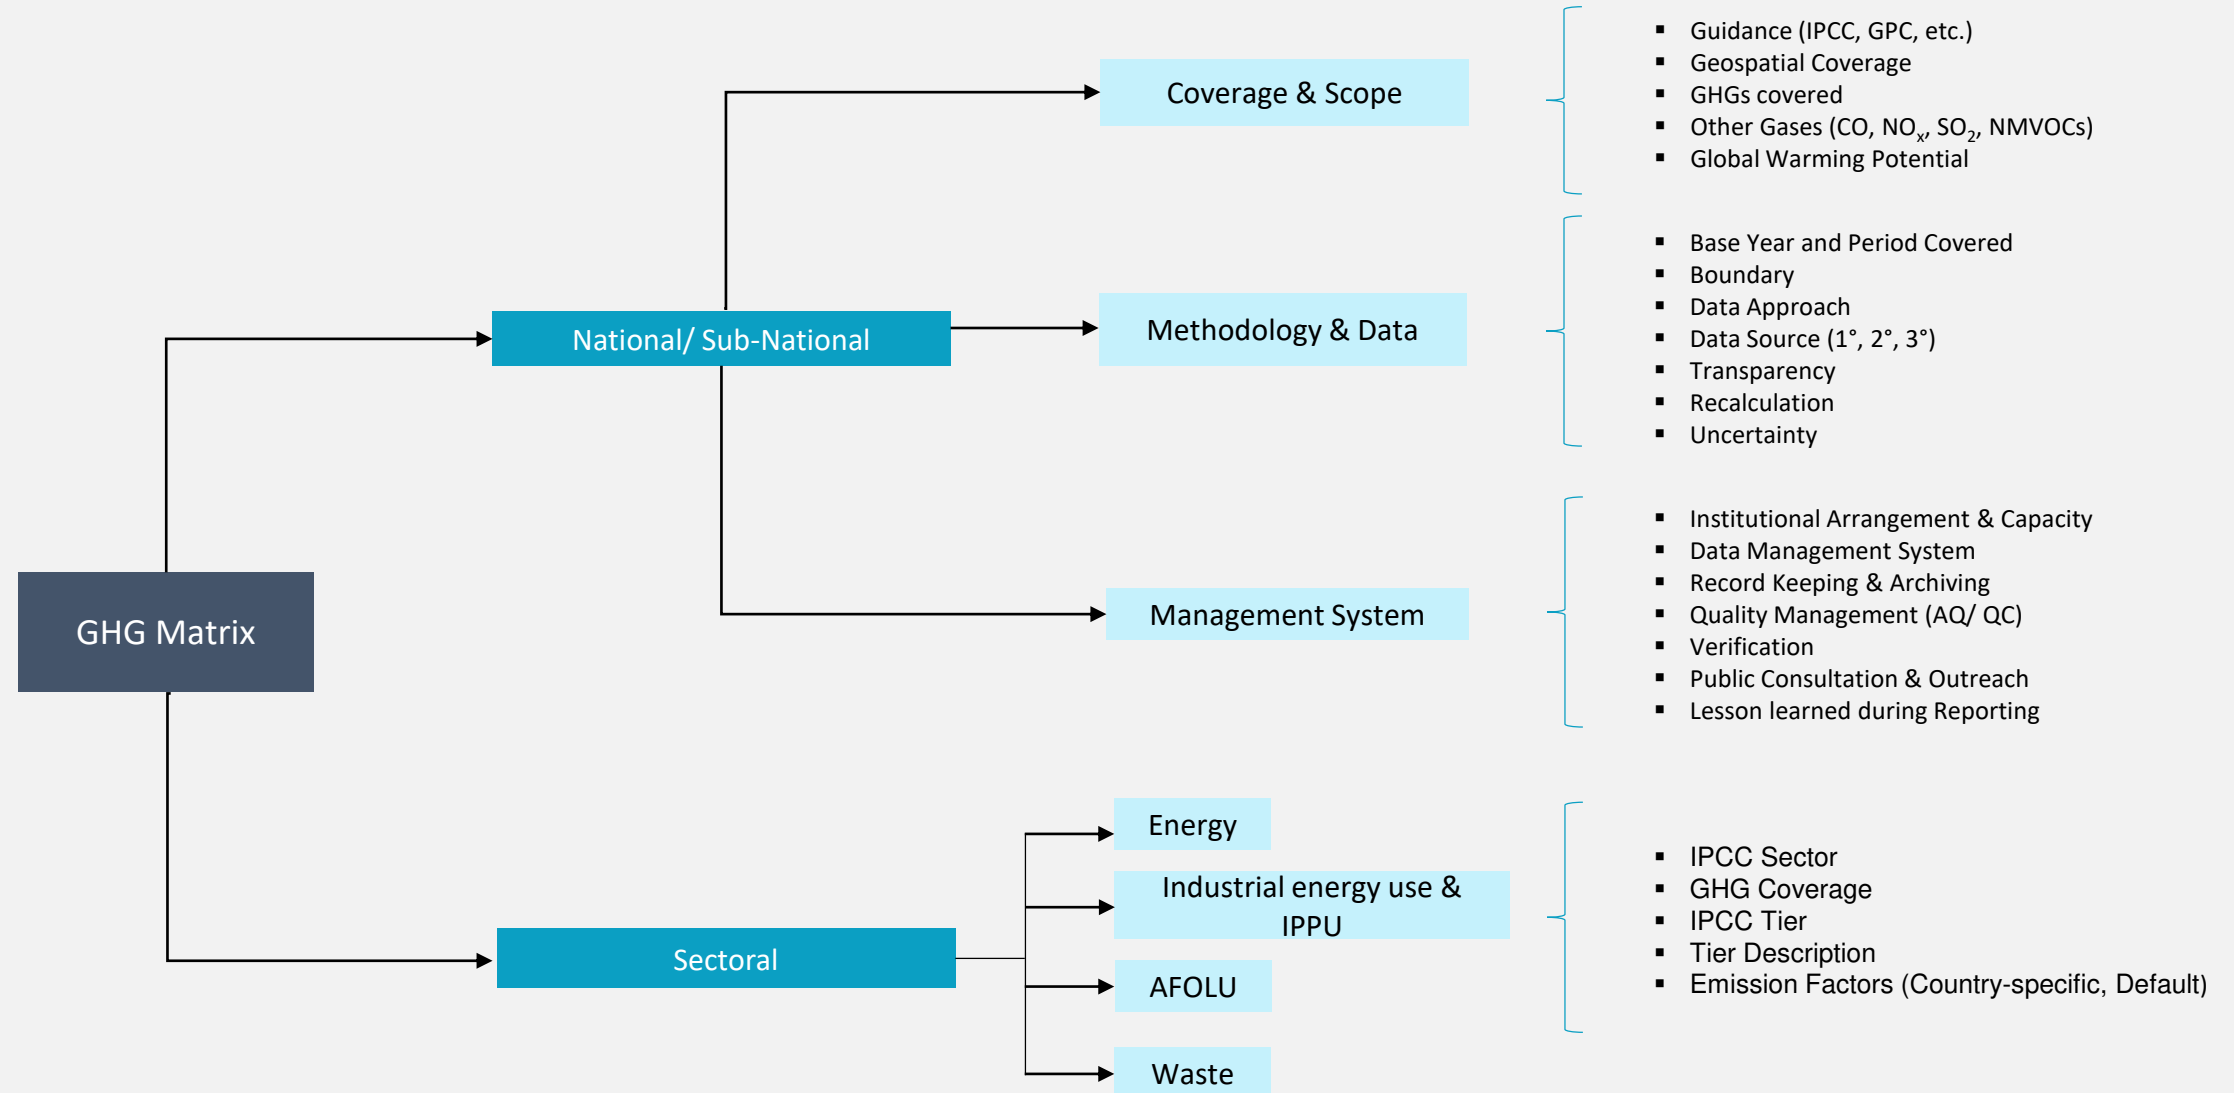 GHG Matrix
National/ Sub-National
Coverage & Scope
▪ Guidance (IPCC, GPC, etc.)
▪ Geospatial Coverage
▪ GHGs covered
▪ Other Gases (CO, NOx, SO2, NMVOCs)
▪ Global Warming Potential
Methodology & Data
▪ Base Year and Period Covered
▪ Boundary
▪ Data Approach
▪ Data Source (1°, 2°, 3°)
▪ Transparency
▪ Recalculation
▪ Uncertainty
Management System
▪ Institutional Arrangement & Capacity
▪ Data Management System
▪ Record Keeping & Archiving
▪ Quality Management (AQ/ QC)
▪ Verification
▪ Public Consultation & Outreach
▪ Lesson learned during Reporting
Sectoral
Energy
Industrial energy use &
IPPU
AFOLU
Waste
▪ IPCC Sector
▪ GHG Coverage
▪ IPCC Tier
▪ Tier Description
▪ Emission Factors (Country-specific, Default)